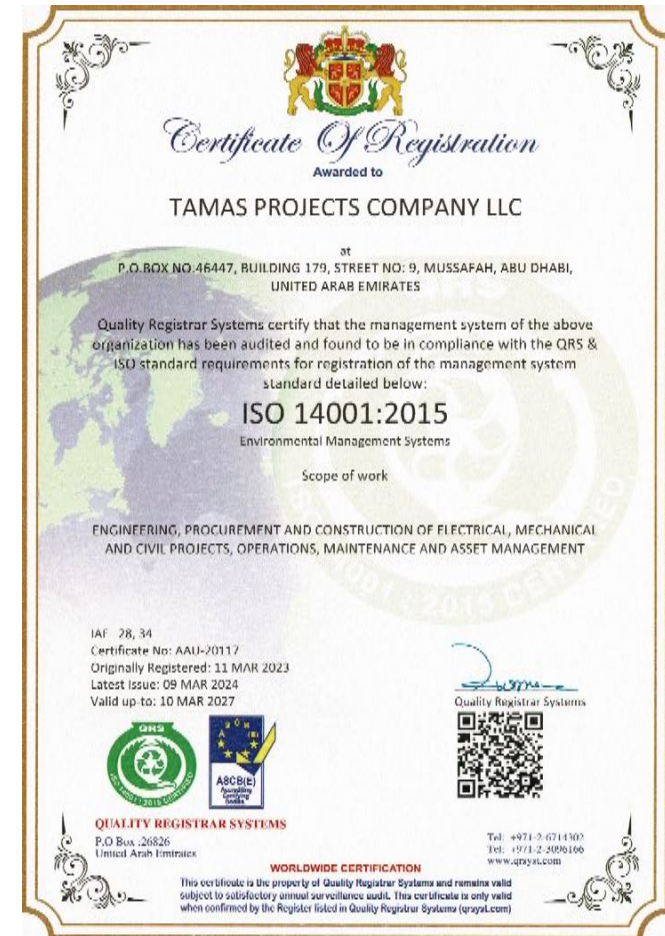 Certificate Of Registration
Awarded to
TAMAS PROJECTS COMPANY LLC
at
P.O.BOX NO.46447, BUILDING 179, STREET NO: 9, MUSSAFAH, ABU DHABI,
UNITED ARAB EMIRATES
Quality Registrar Systems certify that the management system of the above
organization has been audited and found to be in compliance with the QRS &
ISO standard requirements for registration of the management system
standard detailed below:
ISO 14001:2015
Environmental Management Systems
Scope of work
ENGINEERING, PROCUREMENT AND CONSTRUCTION OF ELECTRICAL, MECHANICAL
AND CIVIL PROJECTS, OPERATIONS, MAINTENANCE AND ASSET MANAGEMENT
IAF 28, 34
Certificate No: AAU-20117
Originally Registered: 11 MAR 2023
Latest Issue: 09 MAR 2024
Valid up-to: 10 MAR 2027
Quality Registrar Systems
QRS
ISO 14001:2015 CERTIFIED
ASCB(E)
Accrediting
Certifying
Bodies
QUALITY REGISTRAR SYSTEMS
P.O Box :26826
United Arab Emirates
Tel: +971-2-6714302
Tel: +971-2-3096166
www.qrsyst.com
WORLDWIDE CERTIFICATION
This certificate is the property of Quality Registrar Systems and remains valid
subject to satisfactory annual surveillance audit. This certificate is only valid
when confirmed by the Register listed in Quality Registrar Systems (qrsyst.com)